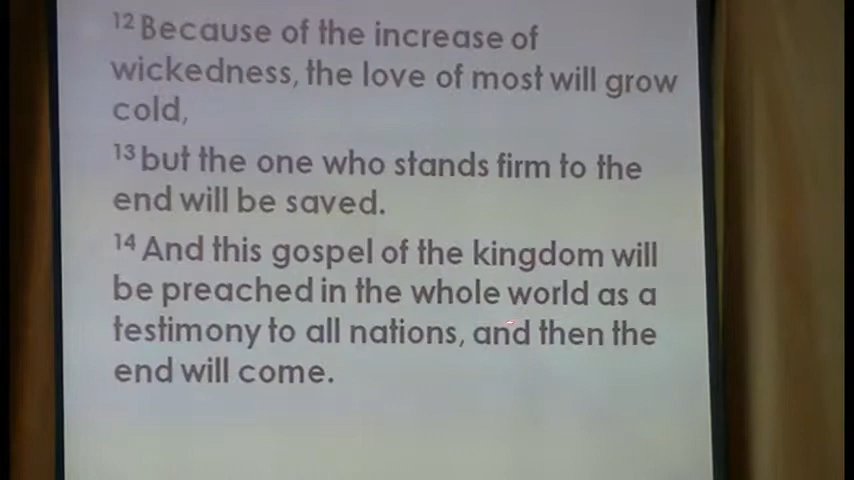 12 Because of the increase of
wickedness, the love of most will grow
cold,
13 but the one who stands firm to the
end will be saved.
14 And this gospel of the kingdom will
be preached in the whole world as a
testimony to all nations, and then the
end will come.